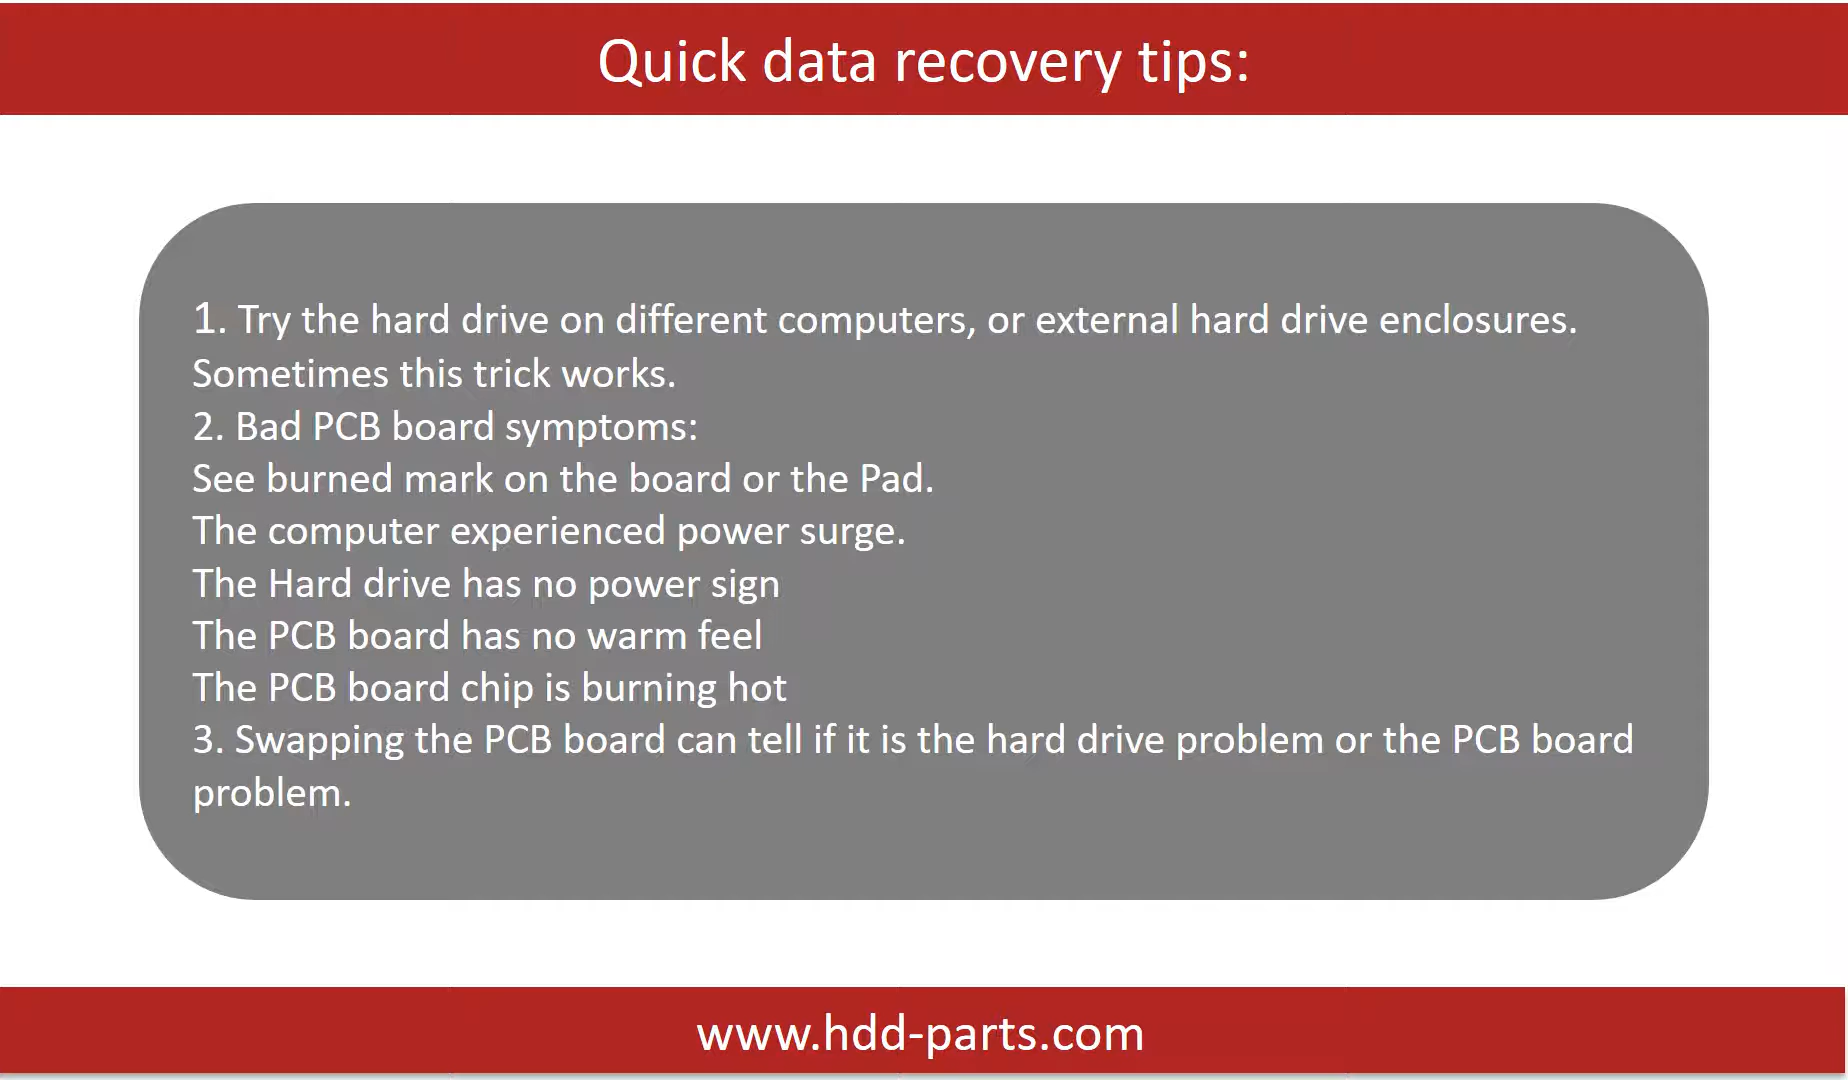 Quick data recovery tips:
1. Try the hard drive on different computers, or external hard drive enclosures.
Sometimes this trick works.
2. Bad PCB board symptoms:
See burned mark on the board or the Pad.
The computer experienced power surge.
The Hard drive has no power sign
The PCB board has no warm feel
The PCB board chip is burning hot
3. Swapping the PCB board can tell if it is the hard drive problem or the PCB board
problem.
www.hdd-parts.com